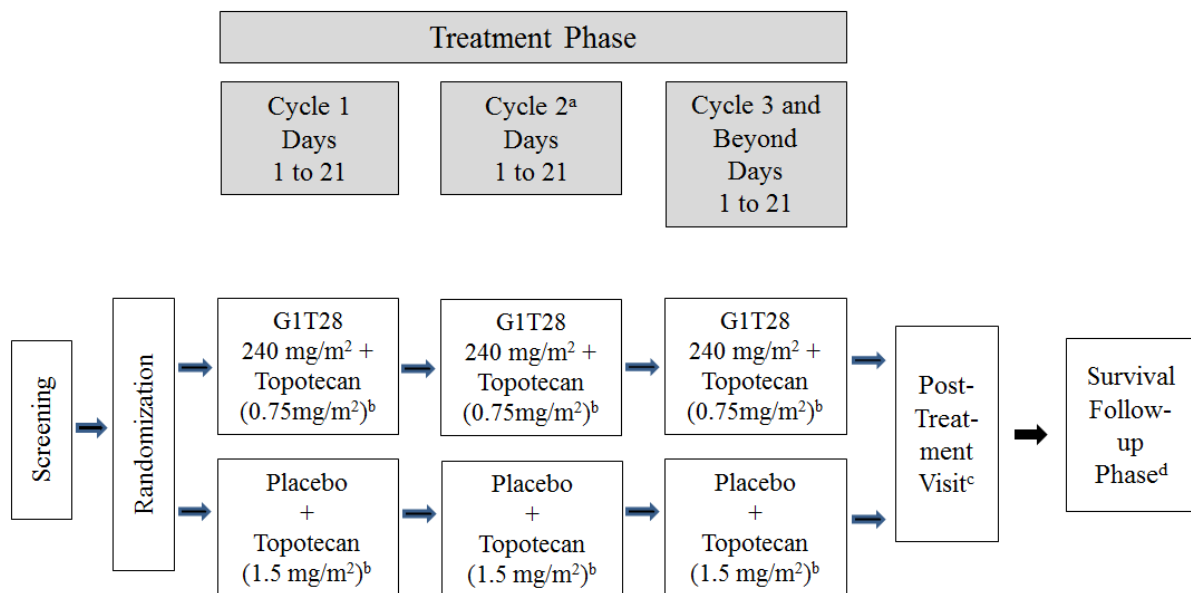 Treatment Phase
Cycle 1
Days
1 to 21
Cycle 2ᵃ
Days
1 to 21
Cycle 3 and
Beyond
Days
1 to 21
Screening
Randomization
G1T28
240 mg/m² +
Topotecan
(0.75mg/m²)ᵇ
G1T28
240 mg/m² +
Topotecan
(0.75mg/m²)ᵇ
G1T28
240 mg/m² +
Topotecan
(0.75mg/m²)ᵇ
Placebo
+
Topotecan
(1.5 mg/m²)ᵇ
Placebo
+
Topotecan
(1.5 mg/m²)ᵇ
Placebo
+
Topotecan
(1.5 mg/m²)ᵇ
Post-
Treat-
ment
Visitᶜ
Survival
Follow-
up
Phaseᵈ